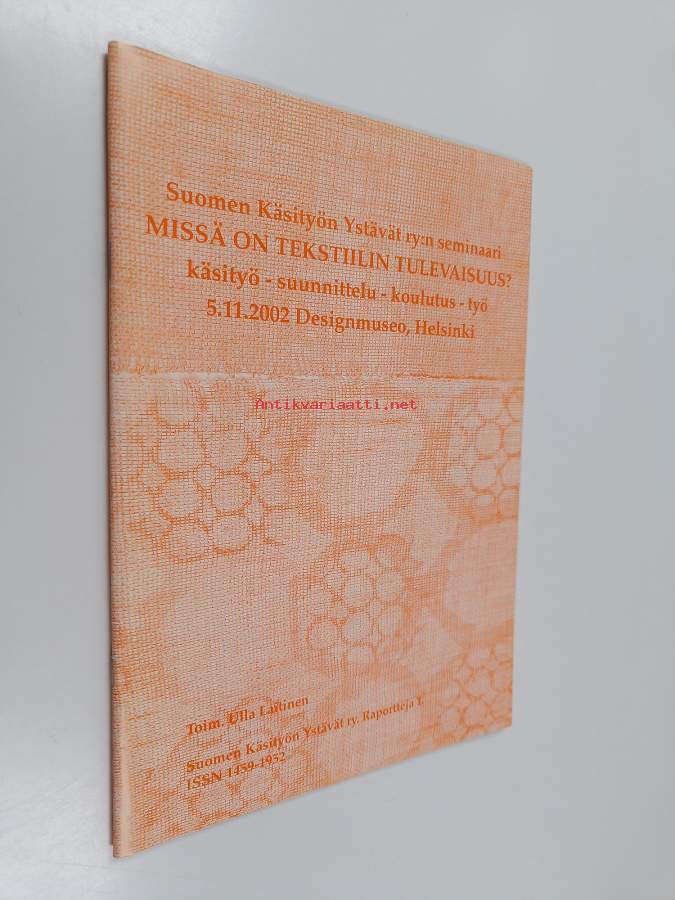 Suomen Käsityön Ystävät ry:n seminaari
MISSÄ ON TEKSTIILIN TULEVAISUUS?
käsityö - suunnittelu - koulutus - työ
5.11.2002 Designmuseo, Helsinki
Antikvariaatti.net
Toim. Ulla Laitinen
Suomen Käsityön Ystävät ry. Raportteja 1.
ISSN 1459-1952